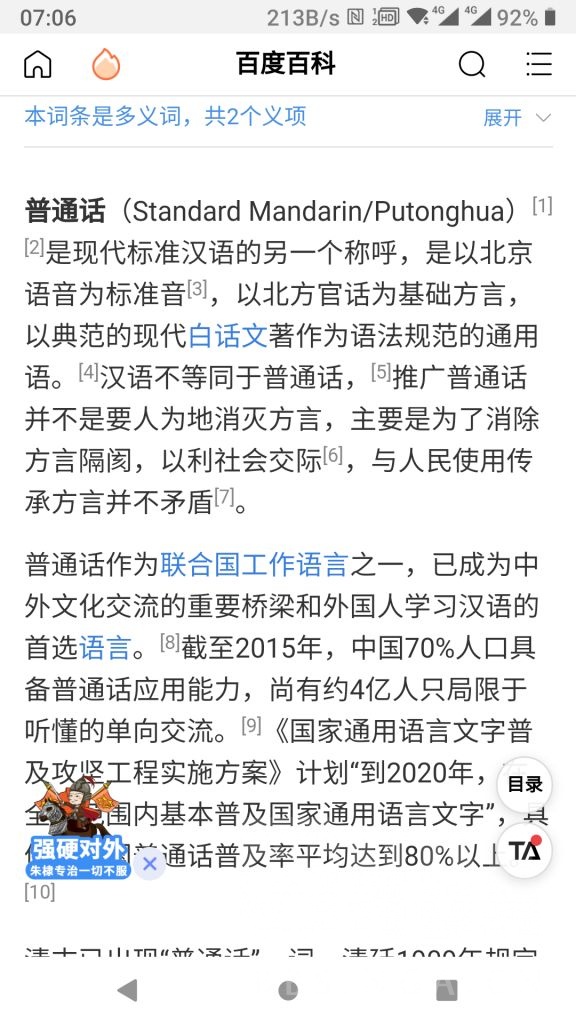 07:06 213B/s HD 4G 4G 92%
百度百科
本词条是多义词，共2个义项 展开
普通话（Standard Mandarin/Putonghua）[1]
[2]是现代标准汉语的另一个称呼，是以北京
语音为标准音[3]，以北方官话为基础方言，
以典范的现代白话文著作为语法规范的通用
语。[4]汉语不等同于普通话，[5]推广普通话
并不是要人为地消灭方言，主要是为了消除
方言隔阂，以利社会交际[6]，与人民使用传
承方言并不矛盾[7]。
普通话作为联合国工作语言之一，已成为中
外文化交流的重要桥梁和外国人学习汉语的
首选语言。[8]截至2015年，中国70%人口具
备普通话应用能力，尚有约4亿人只局限于
听懂的单向交流。[9]《国家通用语言文字普
及攻坚工程实施方案》计划“到2020年，
目录
全 围内基本普及国家通用语言文字”，具
强硬对外
朱棣专治一切不服
通话普及率平均达到80%以上
[10]